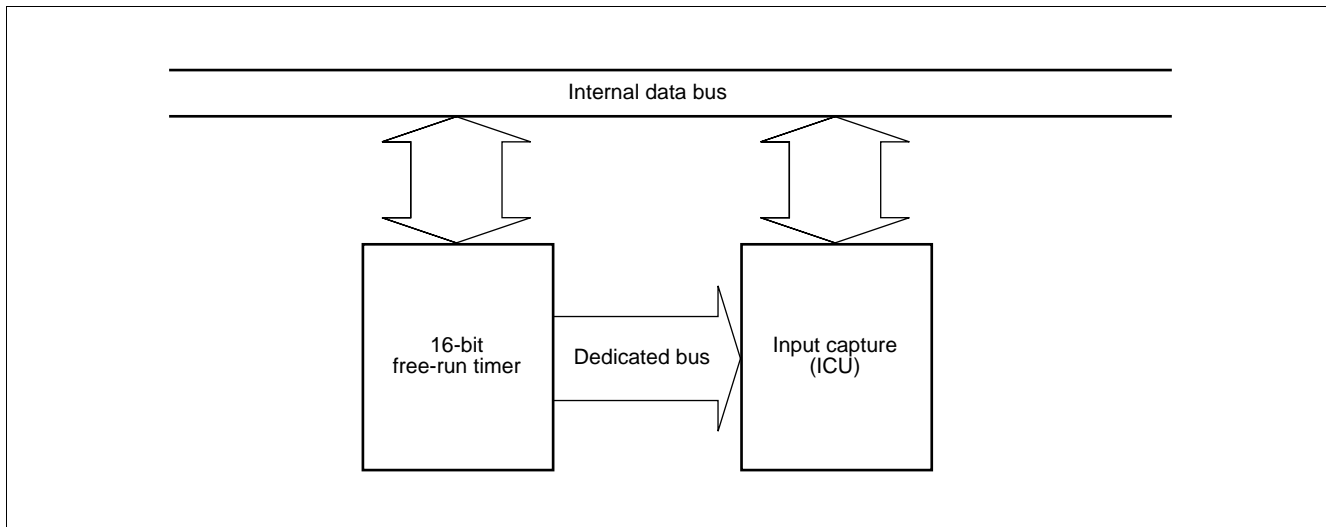 Internal data bus
16-bit
free-run timer
Dedicated bus
Input capture
(ICU)